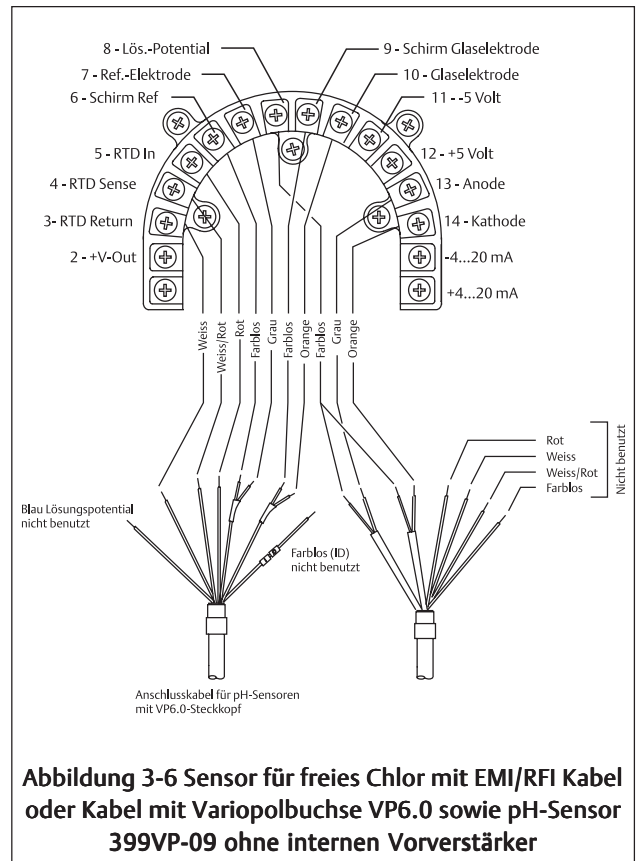 8 - Lös.-Potential
9 - Schirm Glaselektrode
7 - Ref.-Elektrode
10 - Glaselektrode
6 - Schirm Ref
11 - -5 Volt
5 - RTD In
12 - +5 Volt
4 - RTD Sense
13 - Anode
3- RTD Return
14 - Kathode
2 - +V-Out
-4...20 mA
+4...20 mA
Weiss
Weiss/Rot
Rot
Farblos
Grau
Farblos
Orange
Farblos
Grau
Orange
Rot
Weiss
Weiss/Rot
Farblos
Nicht benutzt
Blau Lösungspotential
nicht benutzt
Farblos (ID)
nicht benutzt
Anschlusskabel für pH-Sensoren
mit VP6.0-Steckkopf
Abbildung 3-6 Sensor für freies Chlor mit EMI/RFI Kabel
oder Kabel mit Variopolbuchse VP6.0 sowie pH-Sensor
399VP-09 ohne internen Vorverstärker